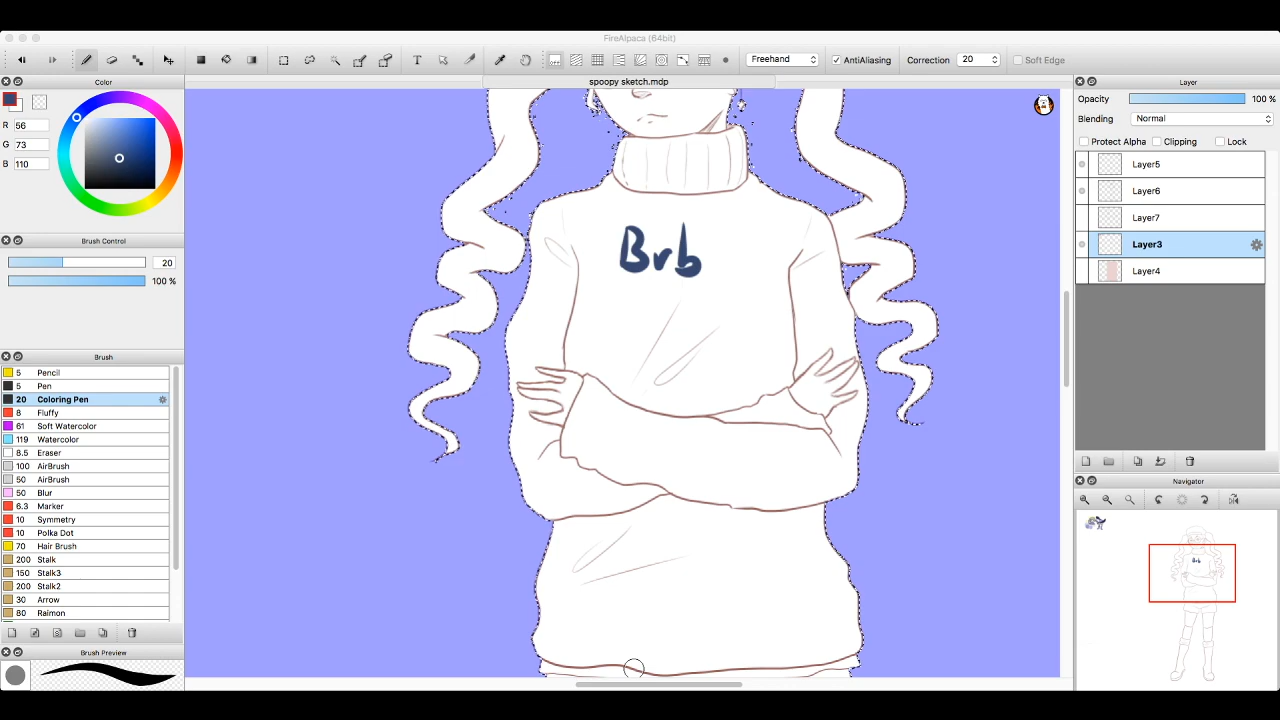 FireAlpaca (64bit)
Freehand
AntiAliasing
Correction
20
Soft Edge
Color
spoopy sketch.mdp
Layer
R
56
G
73
B
110
Opacity
100 %
Blending
Normal
Protect Alpha
Clipping
Lock
Layer5
Layer6
Layer7
Layer3
Layer4
Brush Control
20
100 %
Brush
5 Pencil
5 Pen
20 Coloring Pen
8 Fluffy
61 Soft Watercolor
119 Watercolor
8.5 Eraser
100 AirBrush
50 AirBrush
50 Blur
6.3 Marker
10 Symmetry
10 Polka Dot
70 Hair Brush
200 Stalk
150 Stalk3
200 Stalk2
30 Arrow
80 Raimon
Brush Preview
Brb
Navigator
Brb